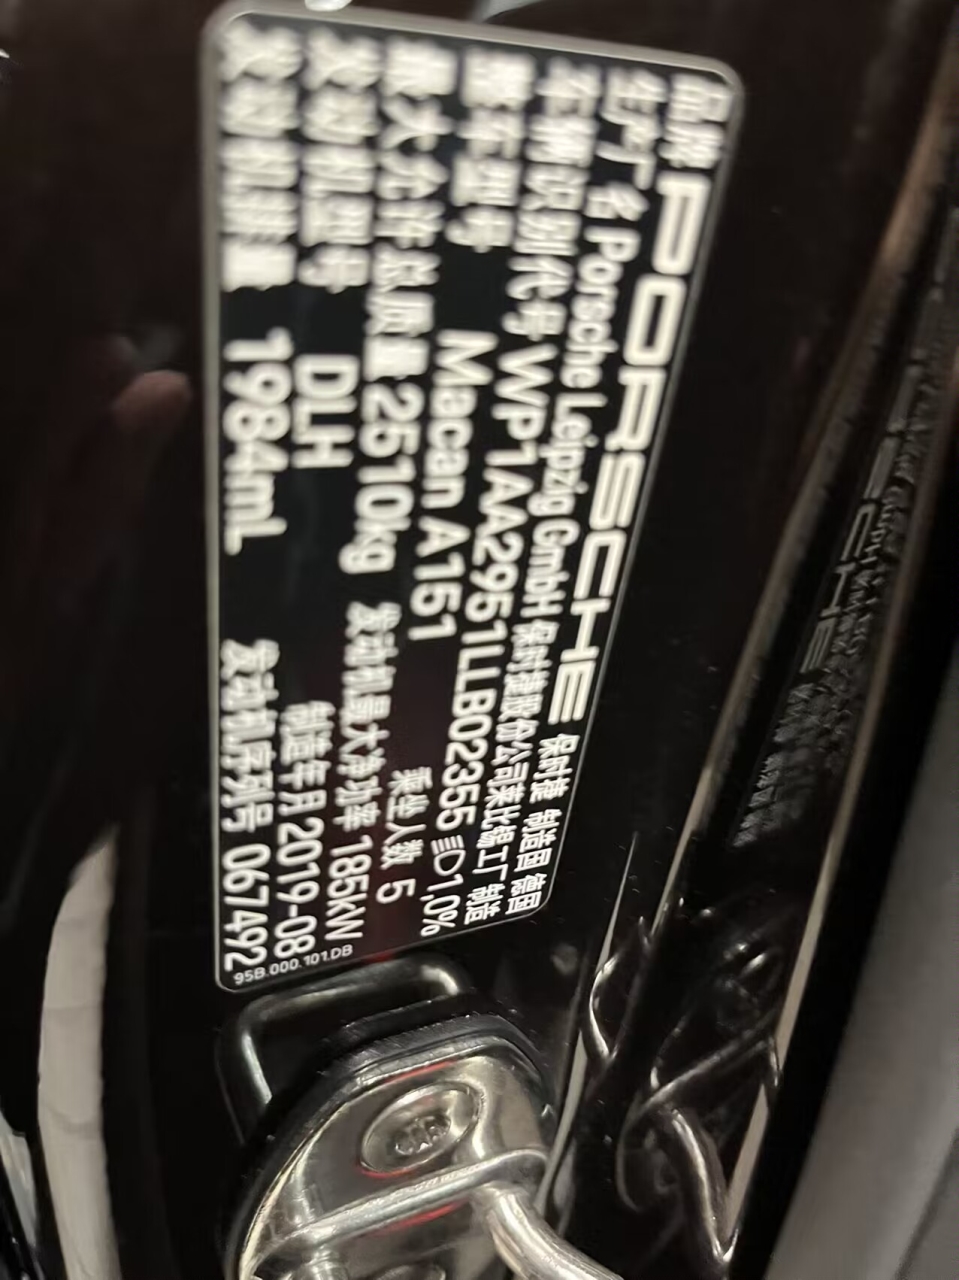 品牌 PORSCHE 保时捷 制造国 德国
生产厂名 Porsche Leipzig GmbH 保时捷股份公司莱比锡工厂 制造
车辆识别代号 WP1AA2951LLB02355 1,0%
整车型号 Macan A151
最大允许总质量 2510kg 乘坐人数 5
发动机型号 DLH 发动机最大净功率 185kW
发动机排量 1984mL 制造年月 2019-08
发动机序列号 067492
95B.000.101.DB